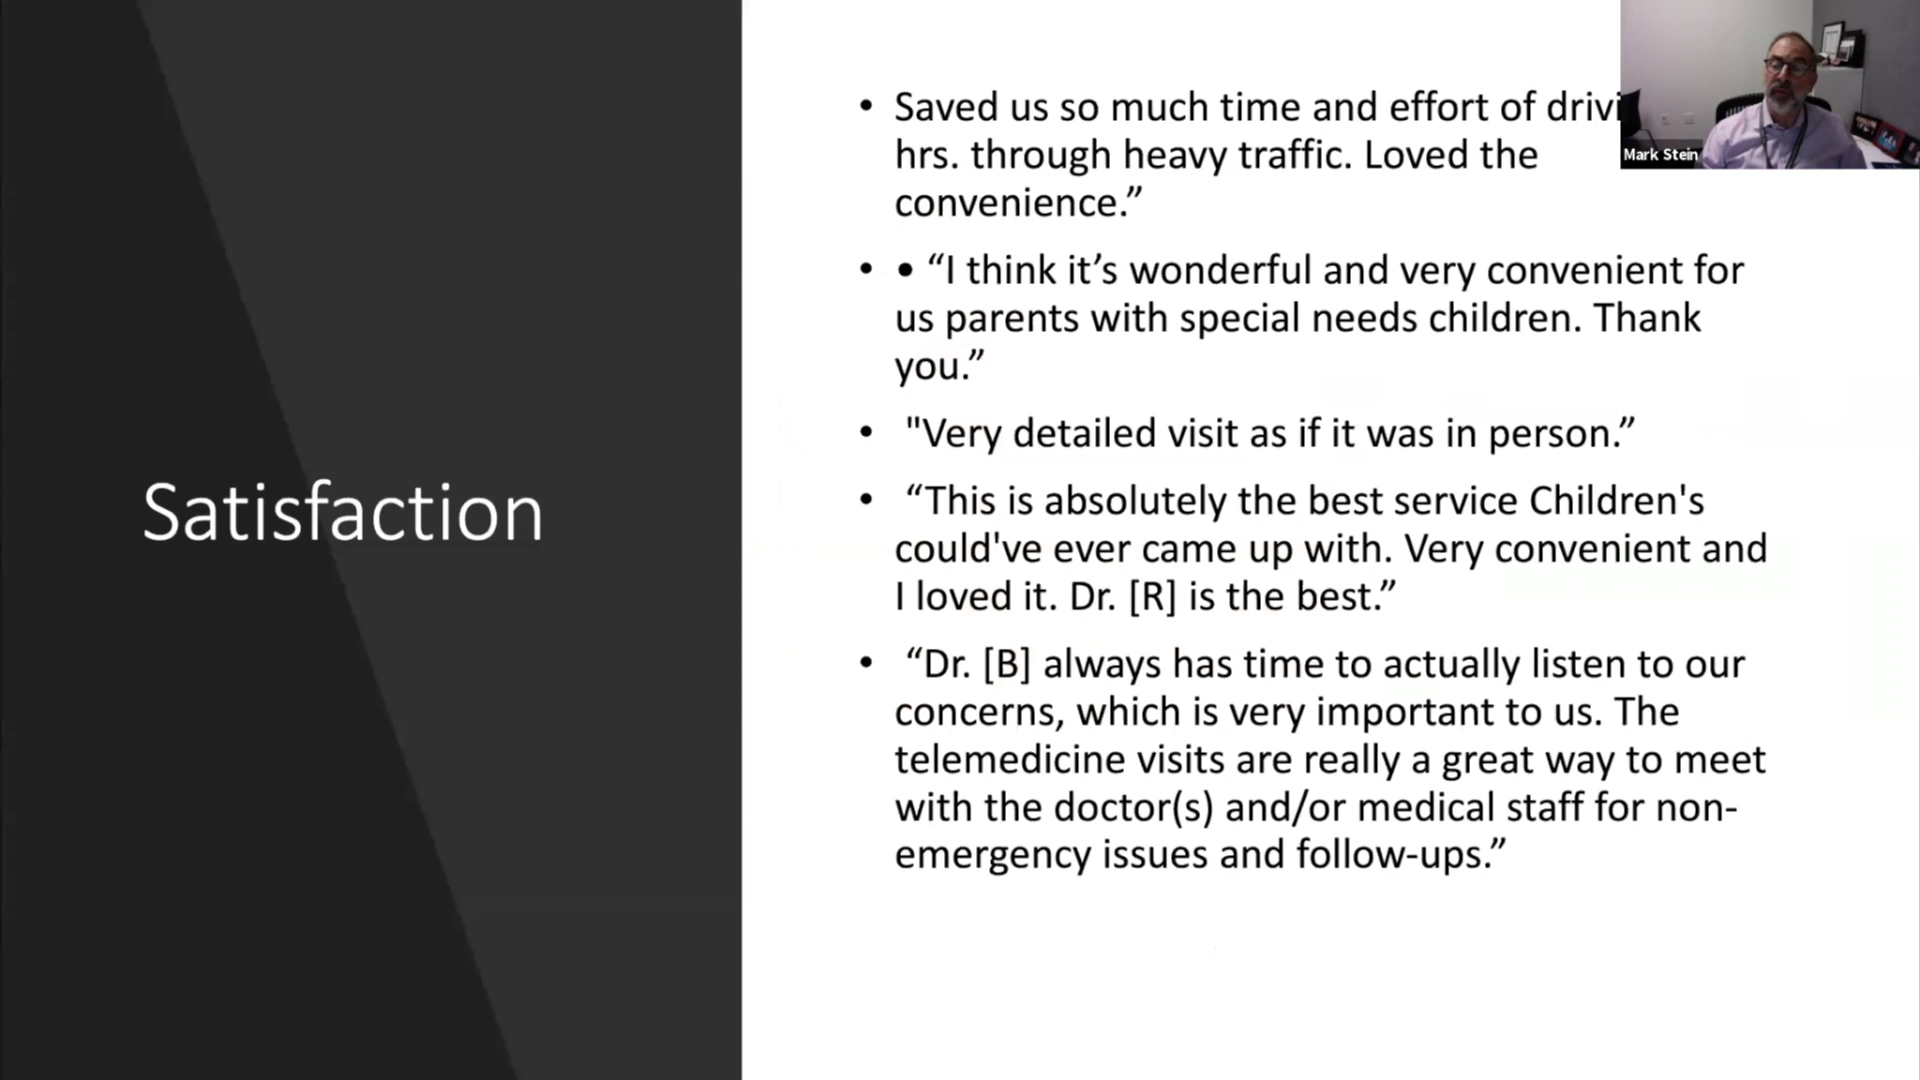 Satisfaction
• Saved us so much time and effort of
hrs. through heavy traffic. Loved the
convenience.”
• • “I think it’s wonderful and very convenient for
us parents with special needs children. Thank
you.”
• "Very detailed visit as if it was in person.”
• “This is absolutely the best service Children's
could've ever came up with. Very convenient and
I loved it. Dr. [R] is the best.”
• “Dr. [B] always has time to actually listen to our
concerns, which is very important to us. The
telemedicine visits are really a great way to meet
with the doctor(s) and/or medical staff for non-
emergency issues and follow-ups.”
Mark Stein